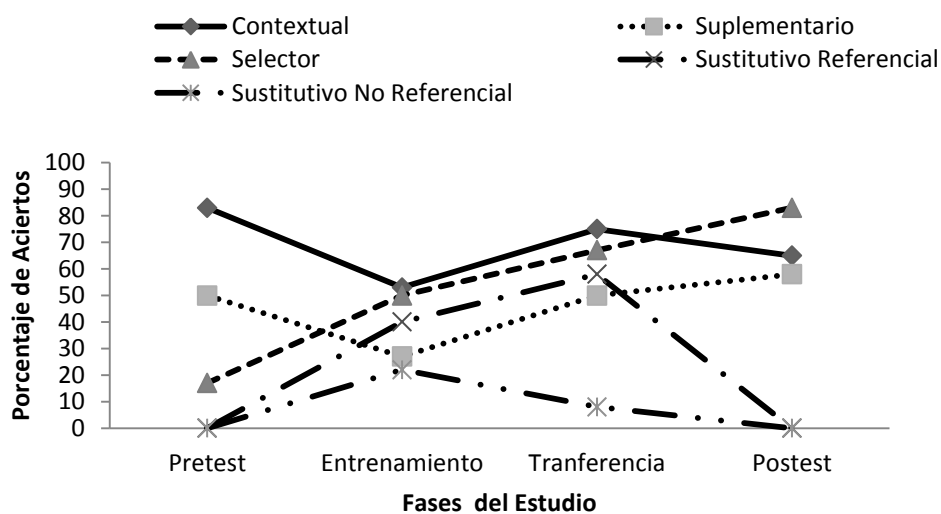 Contextual
Suplementario
Selector
Sustitutivo Referencial
Sustitutivo No Referencial
Porcentaje de Aciertos
100
90
80
70
60
50
40
30
20
10
0
Pretest
Entrenamiento
Tranferencia
Postest
Fases del Estudio